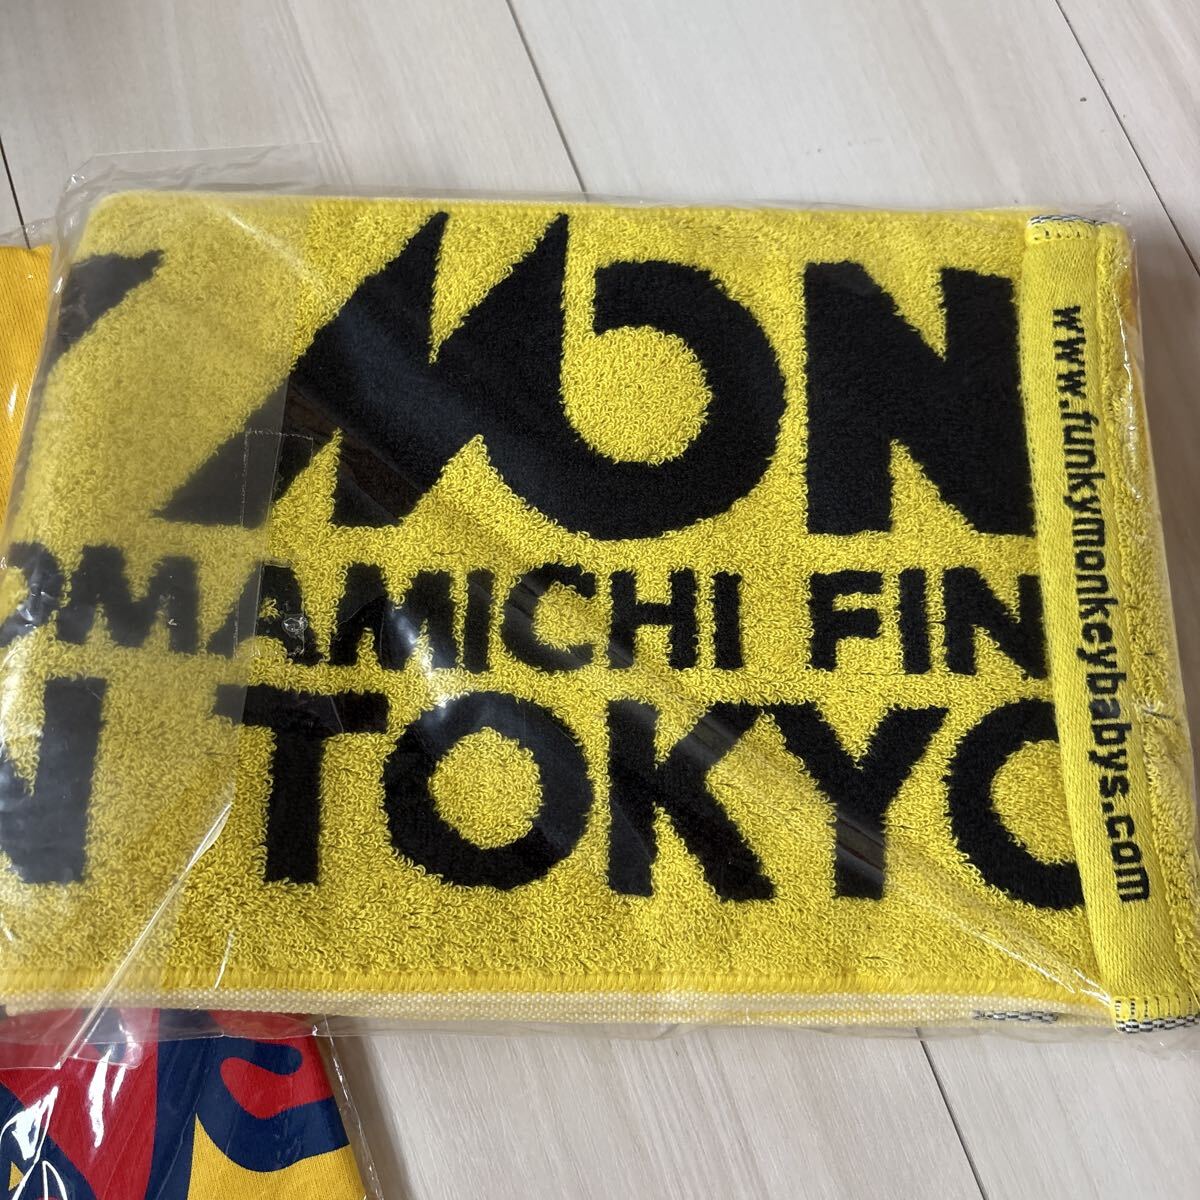 MON
OMAMICHI FIN
N TOKYO
www.funkymonkeybabys.com